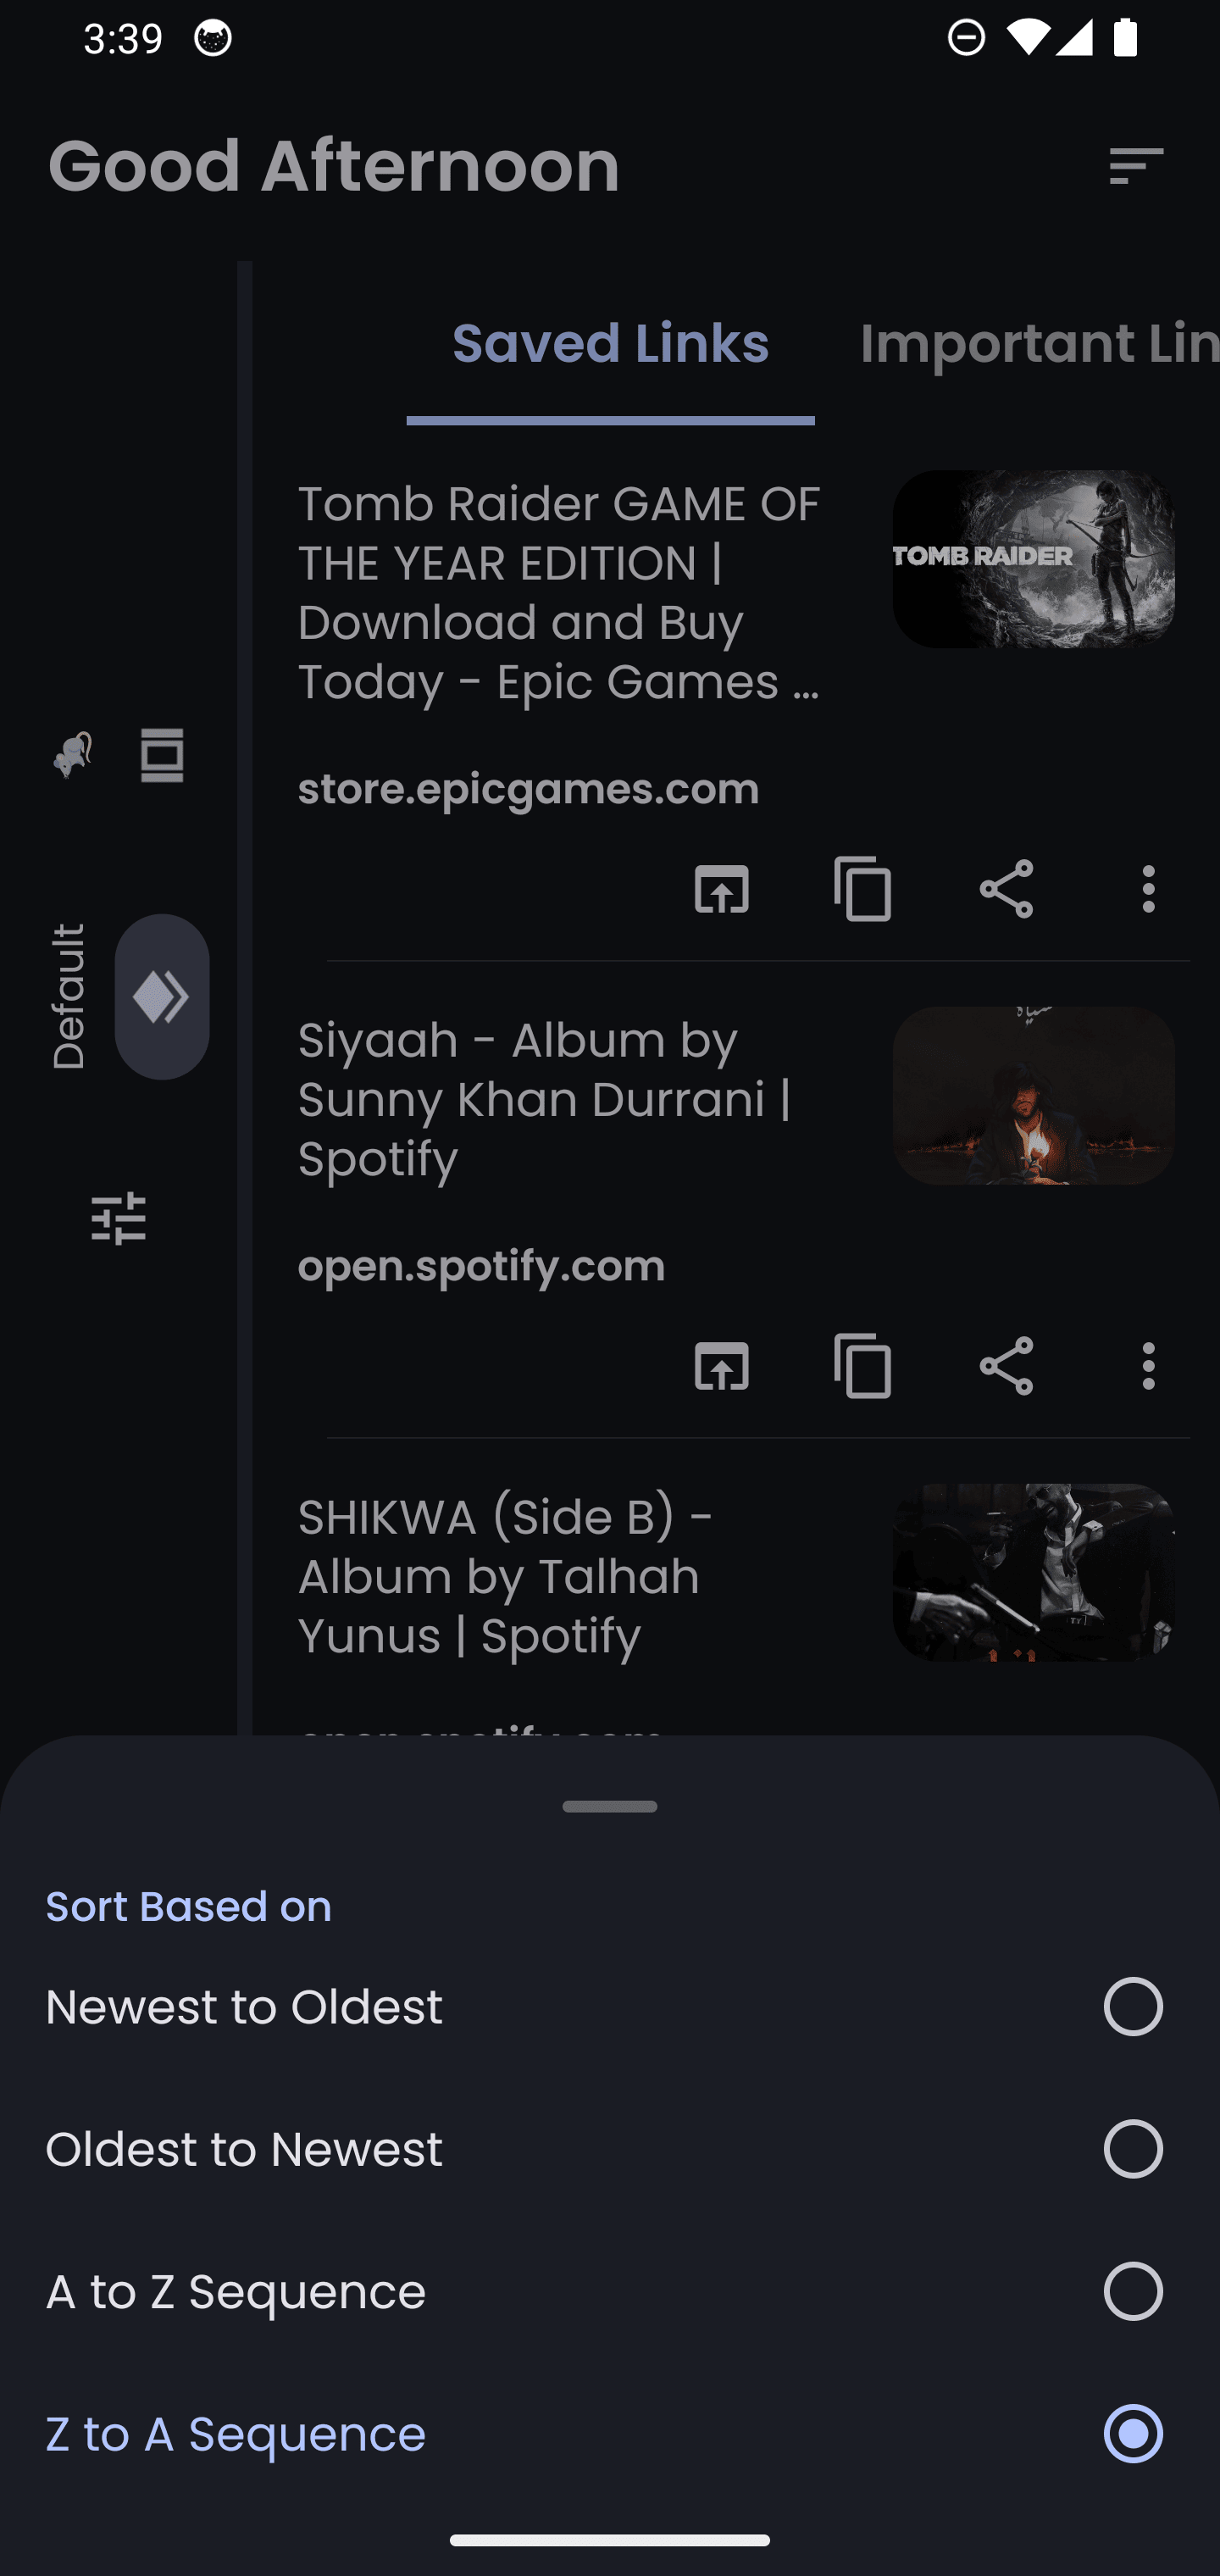 3:39
Good Afternoon
Saved Links
Important Lin
Tomb Raider GAME OF
THE YEAR EDITION |
Download and Buy
Today - Epic Games ...
TOMB RAIDER
store.epicgames.com
Default
Siyaah - Album by
Sunny Khan Durrani |
Spotify
open.spotify.com
SHIKWA (Side B) -
Album by Talhah
Yunus | Spotify
open.spotify.com
Sort Based on
Newest to Oldest
Oldest to Newest
A to Z Sequence
Z to A Sequence